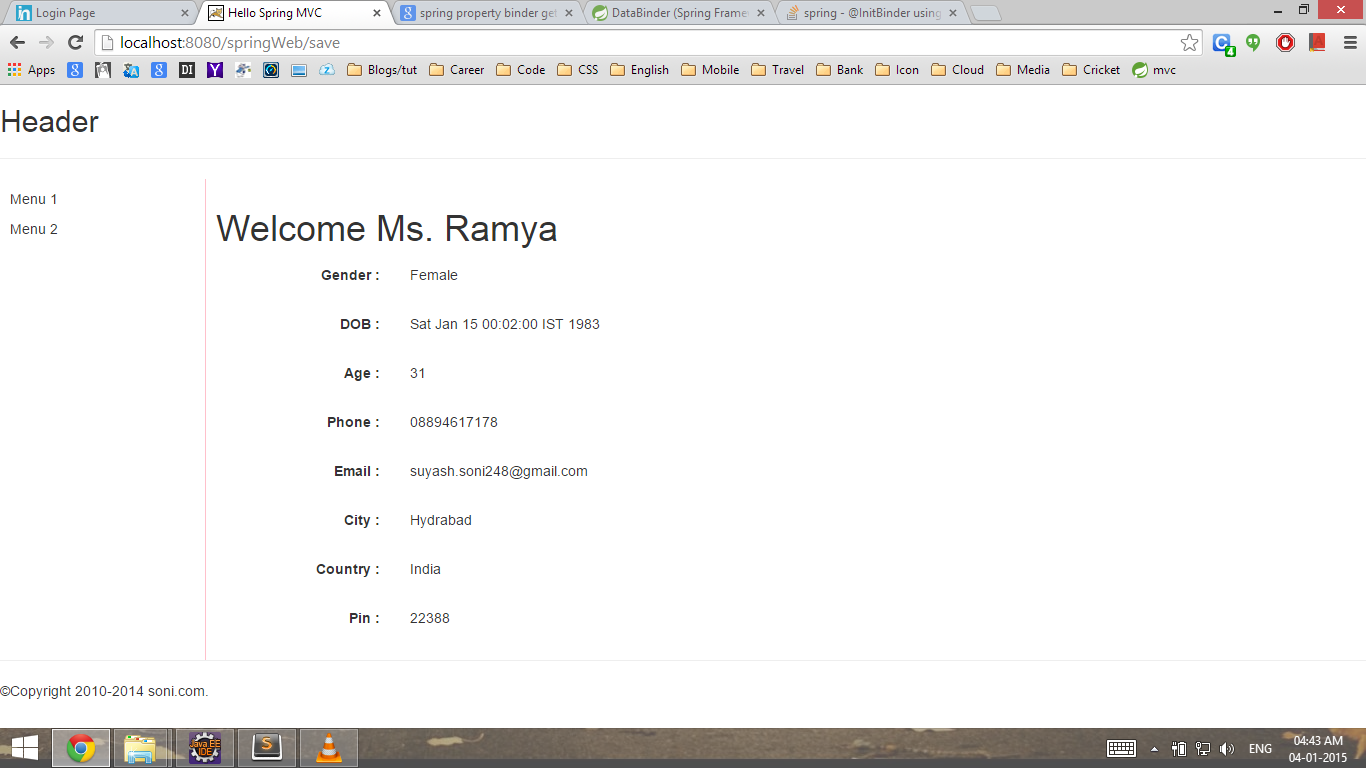 Login Page
Hello Spring MVC
spring property binder get
DataBinder (Spring Frame
spring - @InitBinder using
localhost:8080/springWeb/save
Apps
DI
Y
Blogs/tut
Career
Code
CSS
English
Mobile
Travel
Bank
Icon
Cloud
Media
Cricket
mvc
Header
Menu 1
Menu 2
Welcome Ms. Ramya
Gender : Female
DOB : Sat Jan 15 00:02:00 IST 1983
Age : 31
Phone : 08894617178
Email : suyash.soni248@gmail.com
City : Hydrabad
Country : India
Pin : 22388
©Copyright 2010-2014 soni.com.
Java EE
IDE
ENG
04:43 AM
04-01-2015